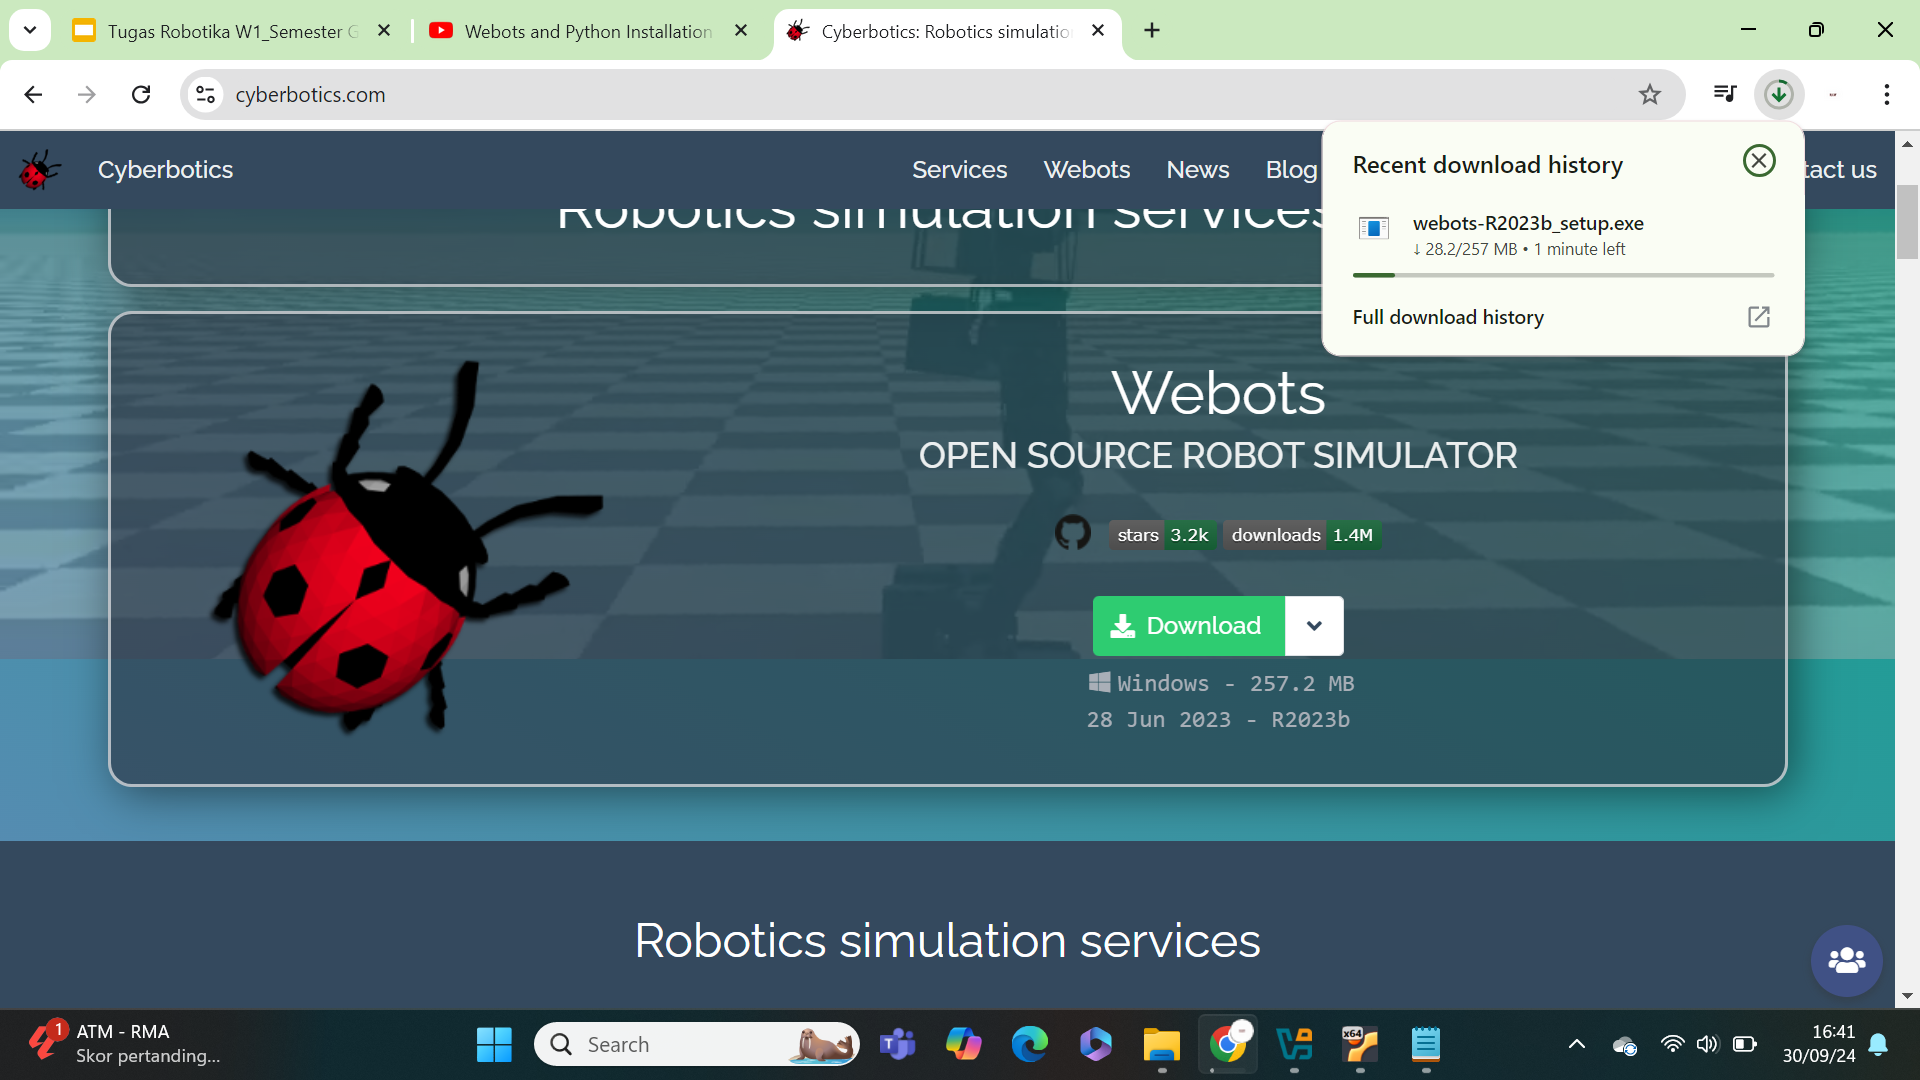 Tugas Robotika W1_Semester G
Webots and Python Installation
Cyberbotics: Robotics simulatio
cyberbotics.com
Cyberbotics
Services
Webots
News
Blog
tact us
Recent download history
webots-R2023b_setup.exe
↓ 28.2/257 MB • 1 minute left
Full download history
Robotics simulation services
Webots
OPEN SOURCE ROBOT SIMULATOR
stars 3.2k downloads 1.4M
Download
Windows - 257.2 MB
28 Jun 2023 - R2023b
Robotics simulation services
1
ATM - RMA
Skor pertanding...
Search
x64
16:41
30/09/24